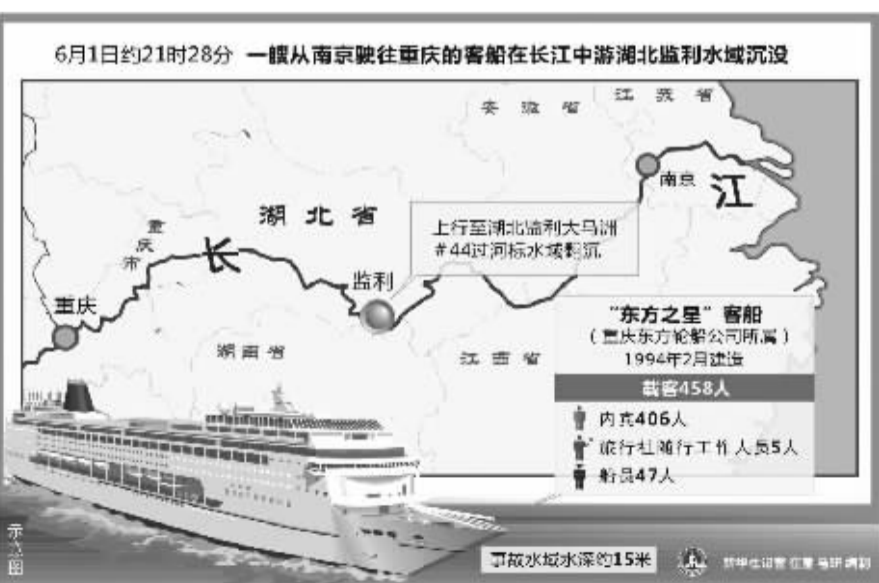 6月1日约21时28分 一艘从南京驶往重庆的客船在长江中游湖北监利水域沉没
安徽省
江苏省
南京
江
湖北省
重庆市
长
上行至湖北监利大马洲
#44过河标水域翻沉
监利
重庆
湖南省
江西省
“东方之星”客船
(重庆东方轮船公司所属)
1994年2月建造
载客458人
内宾406人
旅行社随行工作人员5人
船员47人
示意图
事故水域水深约15米
新华社记者
编制